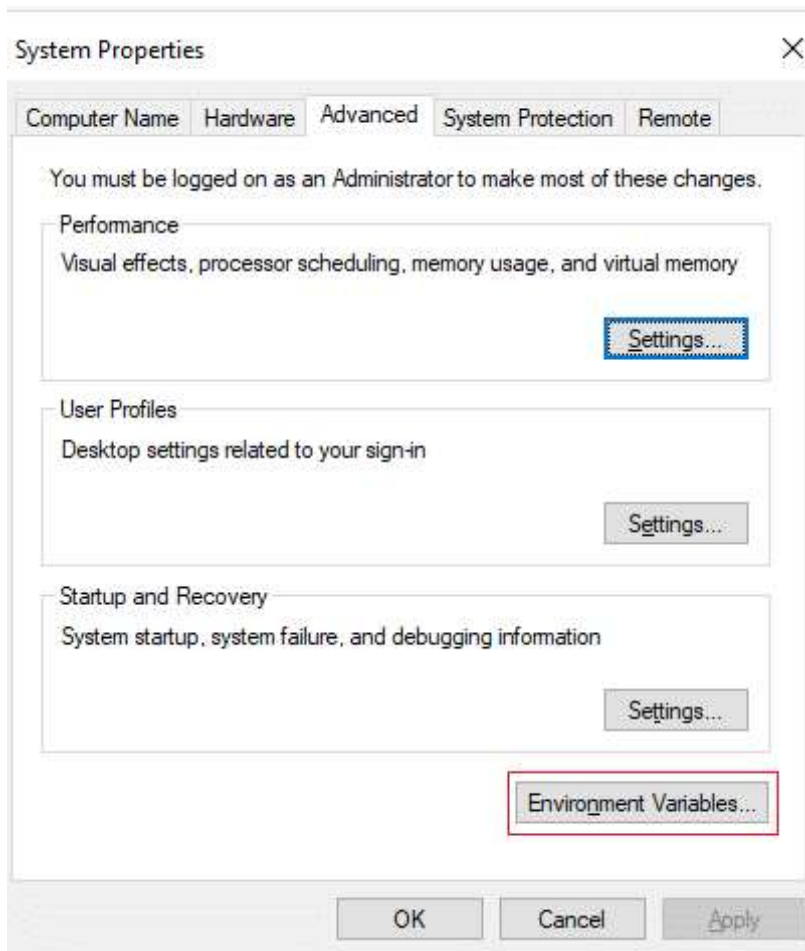 System Properties
Computer Name Hardware Advanced System Protection Remote
You must be logged on as an Administrator to make most of these changes.
Performance
Visual effects, processor scheduling, memory usage, and virtual memory
Settings...
User Profiles
Desktop settings related to your sign-in
Settings...
Startup and Recovery
System startup, system failure, and debugging information
Settings...
Environment Variables...
OK Cancel Apply